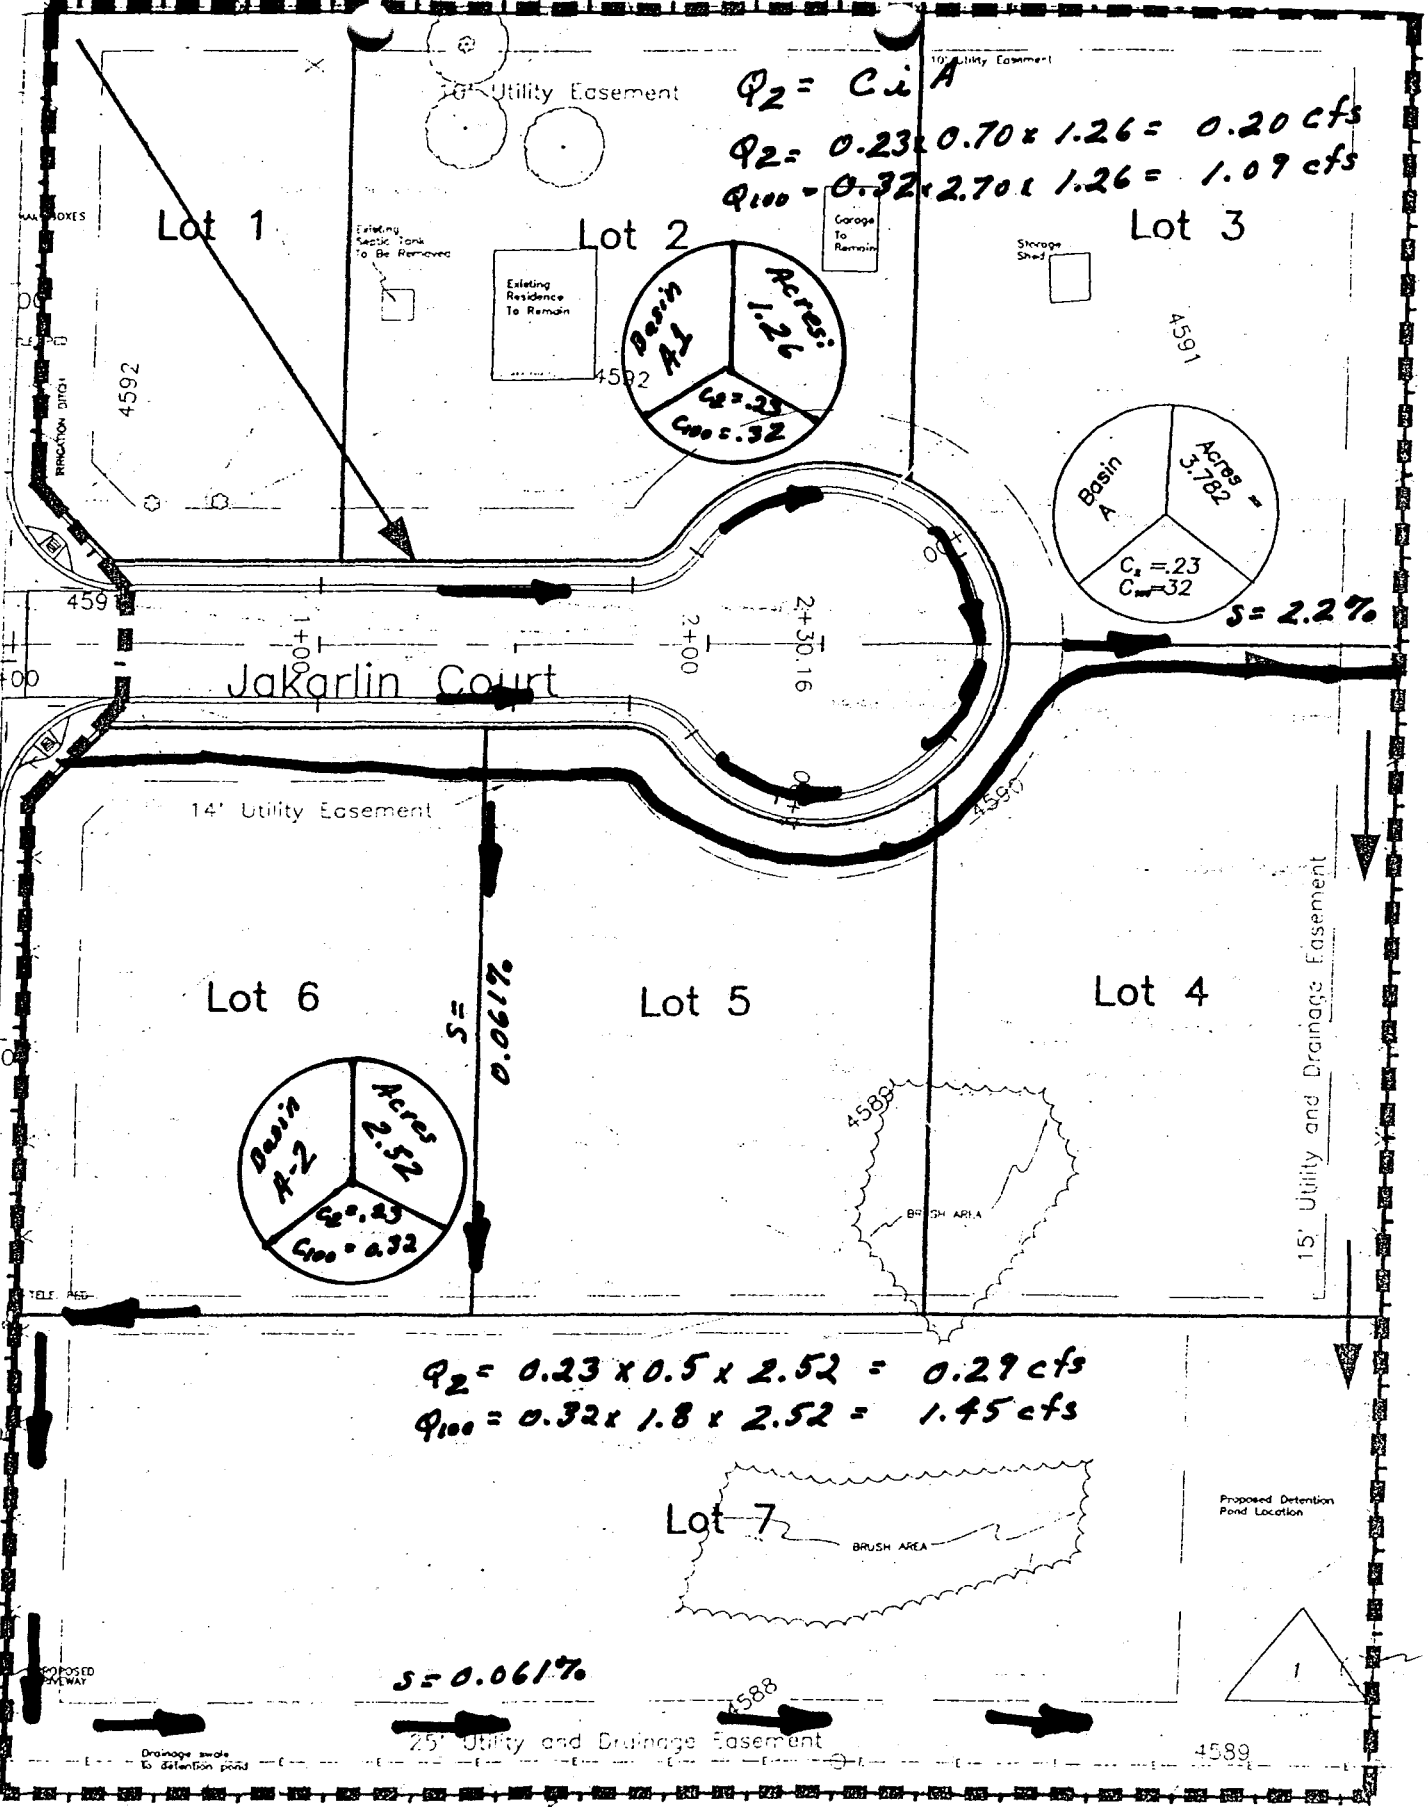 10' Utility Easement
10' Utility Easement
Q2 = C i A
Q2 = 0.23 x 0.70 x 1.26 = 0.20 cfs
Q100 = 0.32 x 2.70 x 1.26 = 1.09 cfs
Lot 1
Lot 2
Lot 3
Existing
Septic Tank
To Be Removed
Existing
Residence
To Remain
Garage
To
Remain
Storage
Shed
4592
4592
4591
IRRIGATION DITCH
Basin
A1
Acres:
1.26
C2 = .23
C100 = .32
Basin
A
Acres =
3.782
C2 = .23
C100 = 32
S = 2.2%
459
1+00
2+00
2+30.16
+00
Jakarlin Court
14' Utility Easement
4590
Lot 6
Lot 5
Lot 4
S =
0.061%
15' Utility and Drainage Easement
Basin
A-2
Acres
2.52
C2 = .23
C100 = 0.32
4589
BRUSH AREA
TELE. PED.
Q2 = 0.23 x 0.5 x 2.52 = 0.29 cfs
Q100 = 0.32 x 1.8 x 2.52 = 1.45 cfs
Lot 7
BRUSH AREA
Proposed Detention
Pond Location
1
S = 0.061%
4588
25' Utility and Drainage Easement
Drainage swale
To detention pond
4589